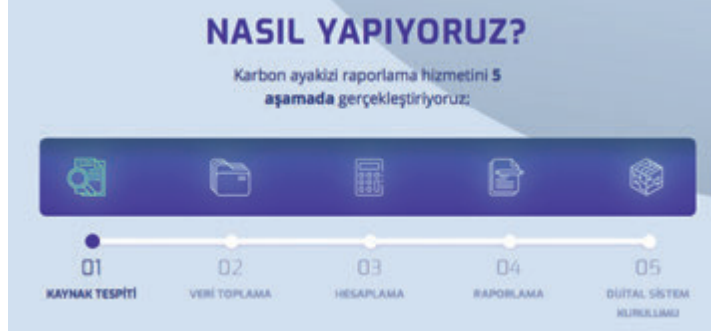 NASIL YAPIYORUZ?
Karbon ayakizi raporlama hizmetini 5
aşamada gerçekleştiriyoruz;
01
02
03
04
05
KAYNAK TESPİTİ
VERİ TOPLAMA
HESAPLAMA
RAPORLAMA
DİJİTAL SİSTEM
KURULUMU